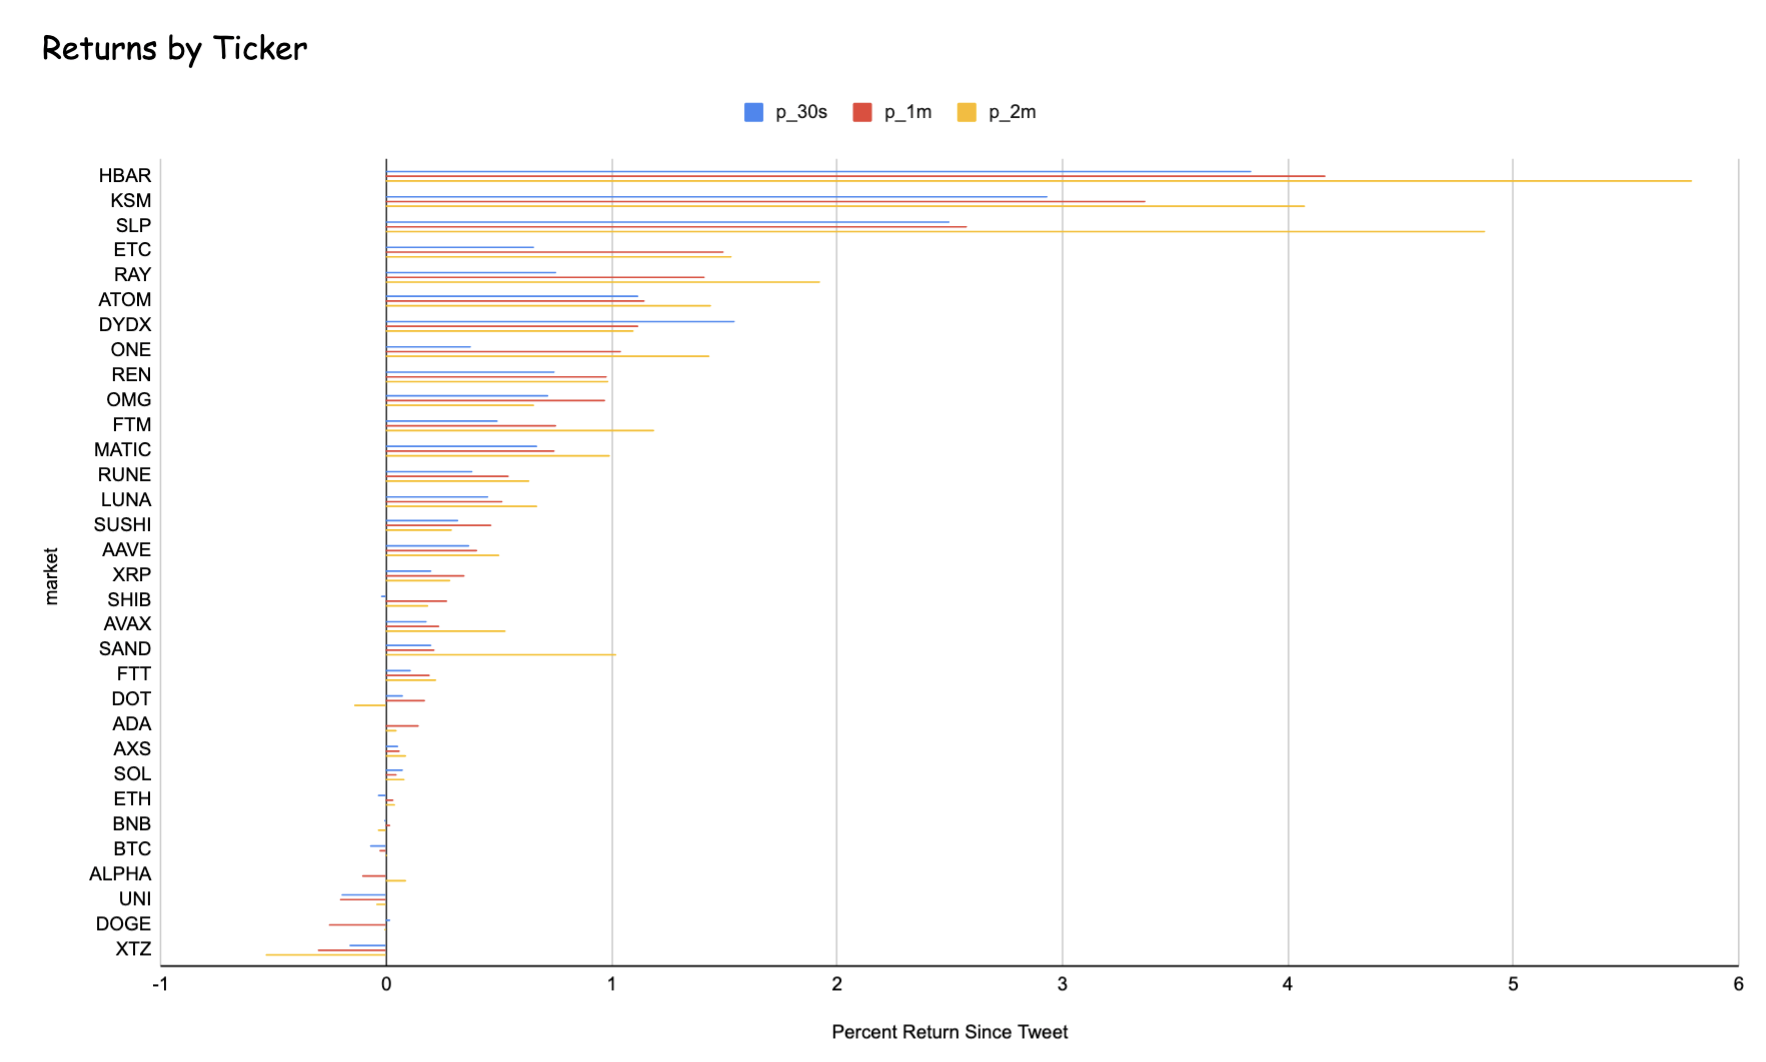 Returns by Ticker
p_30s p_1m p_2m
HBAR
KSM
SLP
ETC
RAY
ATOM
DYDX
ONE
REN
OMG
FTM
MATIC
RUNE
LUNA
SUSHI
AAVE
XRP
SHIB
AVAX
SAND
FTT
DOT
ADA
AXS
SOL
ETH
BNB
BTC
ALPHA
UNI
DOGE
XTZ
market
-1 0 1 2 3 4 5 6
Percent Return Since Tweet